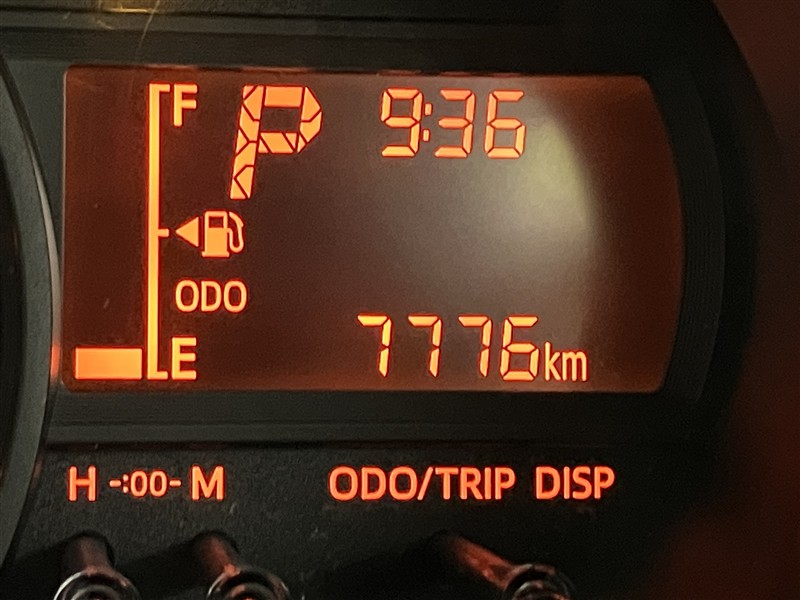 F P 9:36
ODO
E 7776km
H -:00- M ODO/TRIP DISP